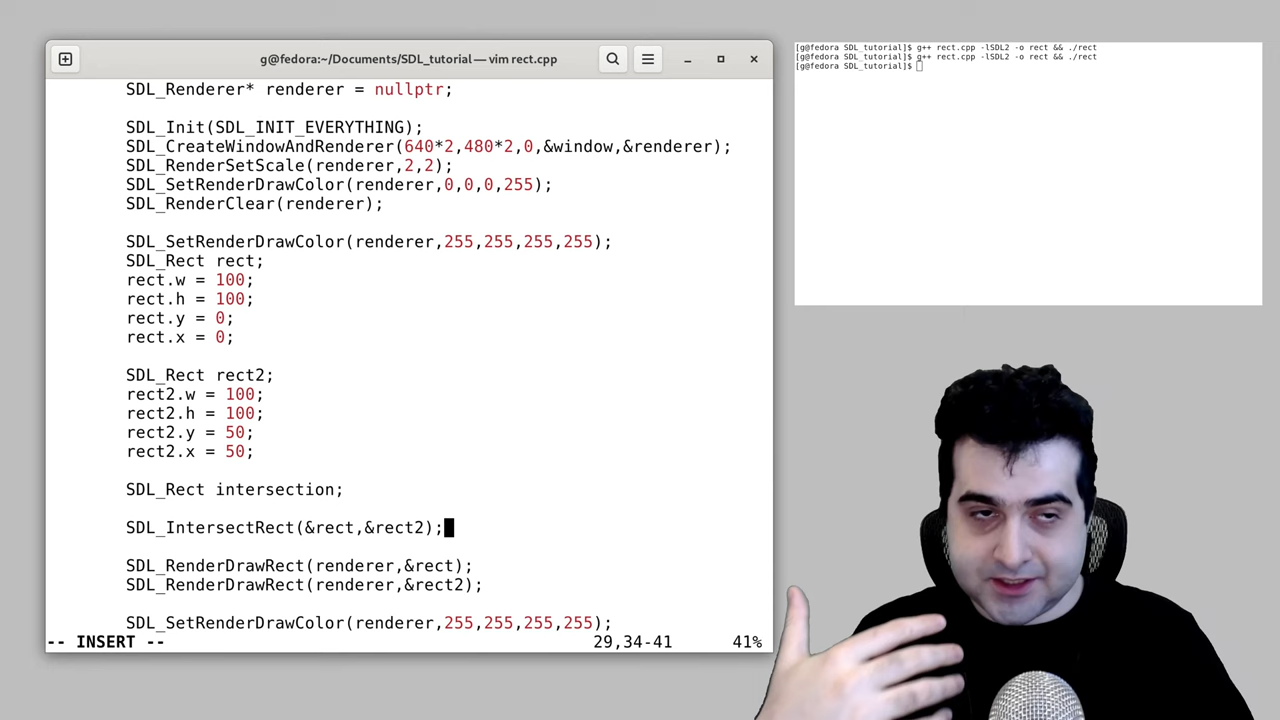 g@fedora:~/Documents/SDL_tutorial — vim rect.cpp
SDL_Renderer* renderer = nullptr;
SDL_Init(SDL_INIT_EVERYTHING);
SDL_CreateWindowAndRenderer(640*2,480*2,0,&window,&renderer);
SDL_RenderSetScale(renderer,2,2);
SDL_SetRenderDrawColor(renderer,0,0,0,255);
SDL_RenderClear(renderer);
SDL_SetRenderDrawColor(renderer,255,255,255,255);
SDL_Rect rect;
rect.w = 100;
rect.h = 100;
rect.y = 0;
rect.x = 0;
SDL_Rect rect2;
rect2.w = 100;
rect2.h = 100;
rect2.y = 50;
rect2.x = 50;
SDL_Rect intersection;
SDL_IntersectRect(&rect,&rect2);
SDL_RenderDrawRect(renderer,&rect);
SDL_RenderDrawRect(renderer,&rect2);
SDL_SetRenderDrawColor(renderer,255,255,255,255);
-- INSERT -- 29,34-41 41%
[g@fedora SDL_tutorial]$ g++ rect.cpp -lSDL2 -o rect && ./rect
[g@fedora SDL_tutorial]$ g++ rect.cpp -lSDL2 -o rect && ./rect
[g@fedora SDL_tutorial]$